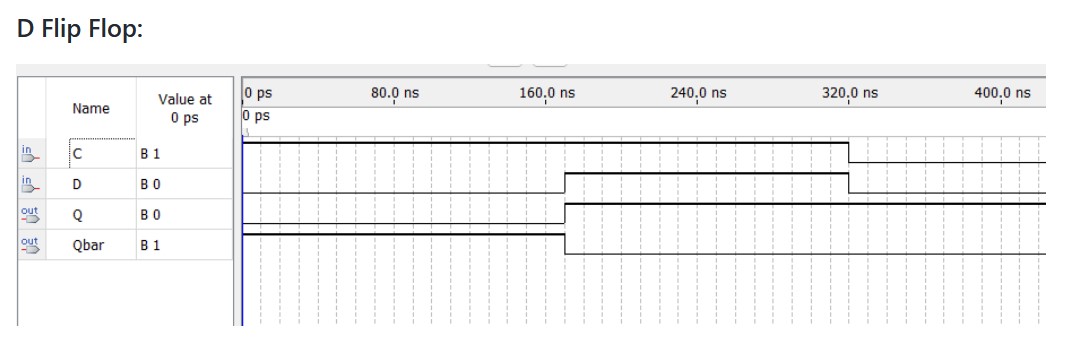 D Flip Flop:
Name
Value at
0 ps
0 ps 80.0 ns 160.0 ns 240.0 ns 320.0 ns 400.0 ns
0 ps
in C B 1
in D B 0
out Q B 0
out Qbar B 1